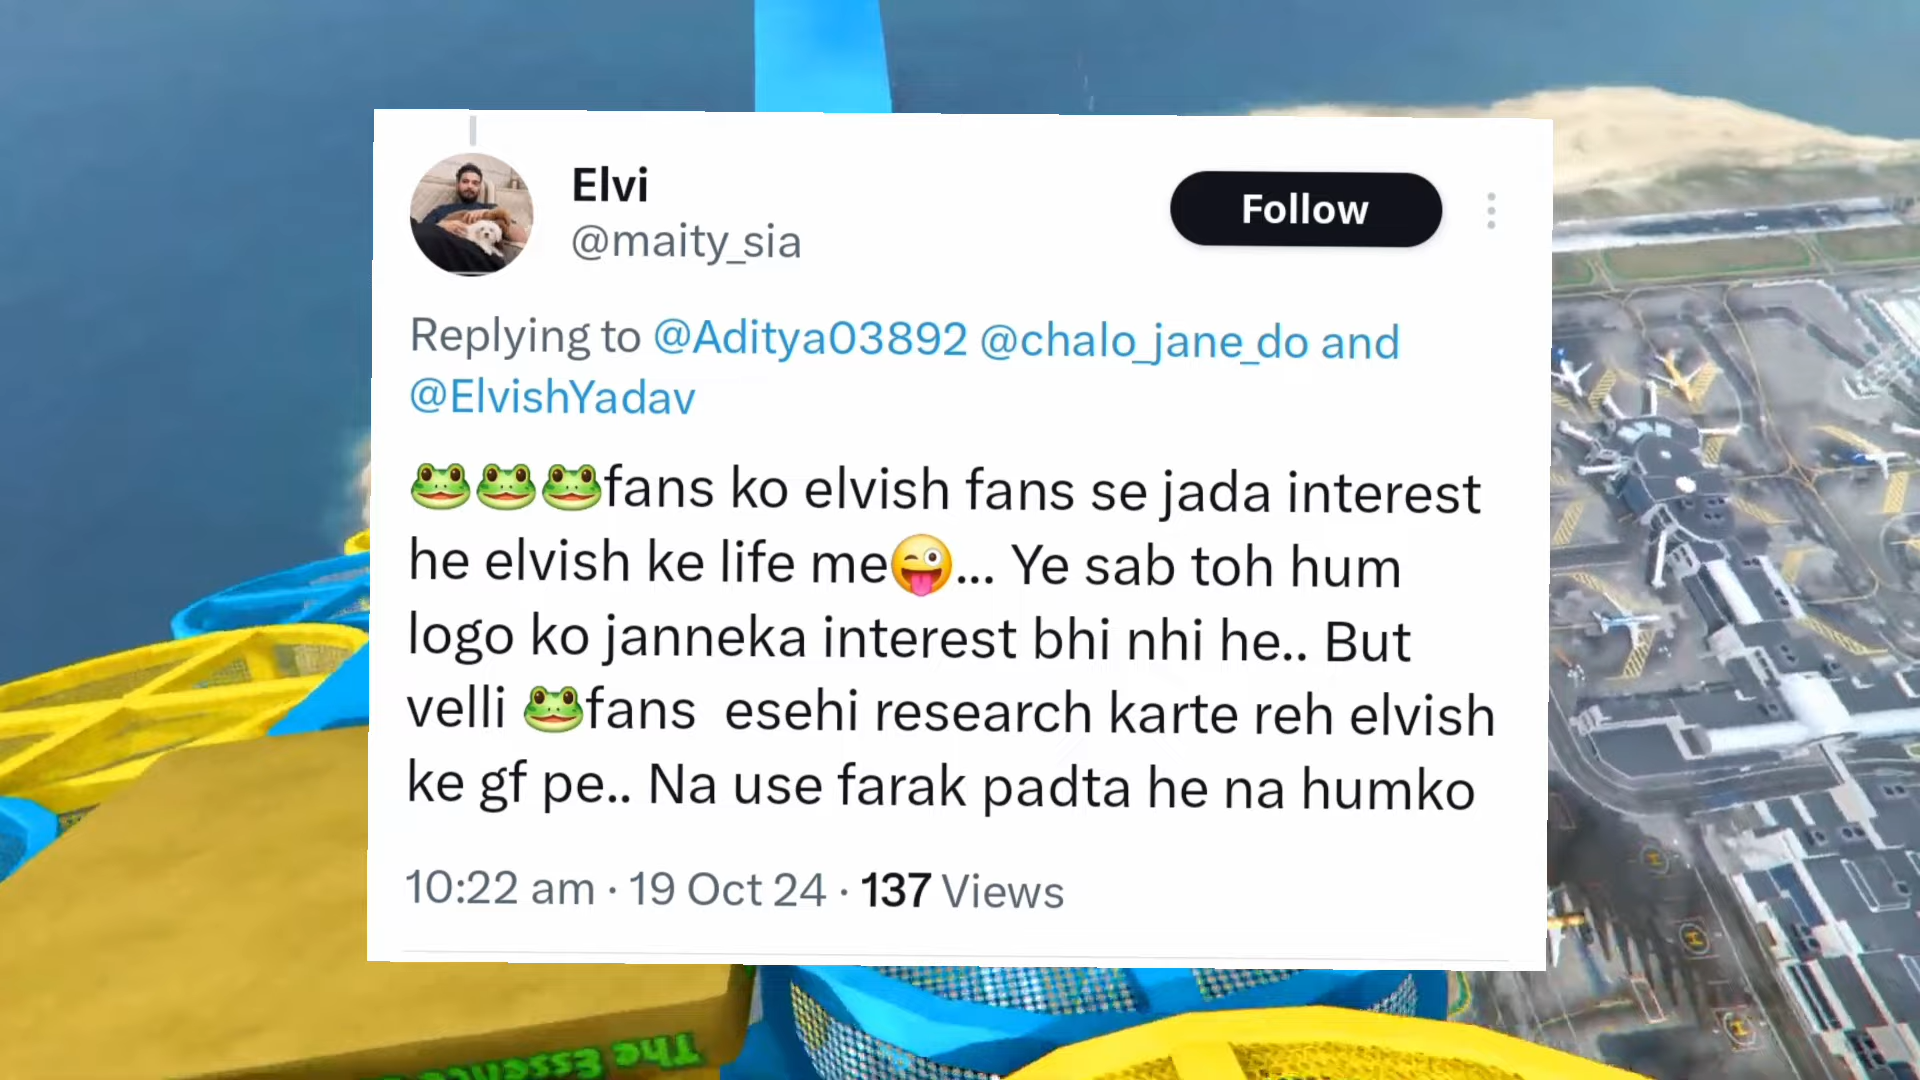 Elvi
Follow
@maity_sia
Replying to @Aditya03892 @chalo_jane_do and
@ElvishYadav
🐸🐸🐸fans ko elvish fans se jada interest
he elvish ke life me😜... Ye sab toh hum
logo ko janneka interest bhi nhi he.. But
velli 🐸fans  esehi research karte reh elvish
ke gf pe.. Na use farak padta he na humko
10:22 am · 19 Oct 24 · 137 Views
The Essence